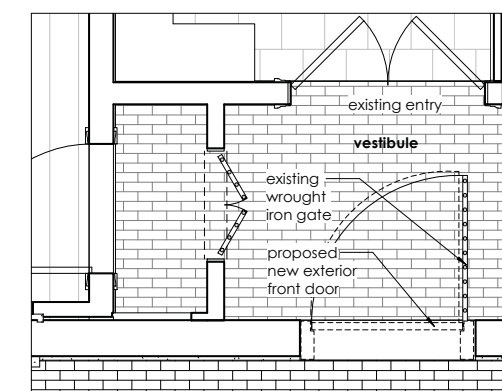 existing entry
vestibule
existing
wrought
iron gate
proposed
new exterior
front door